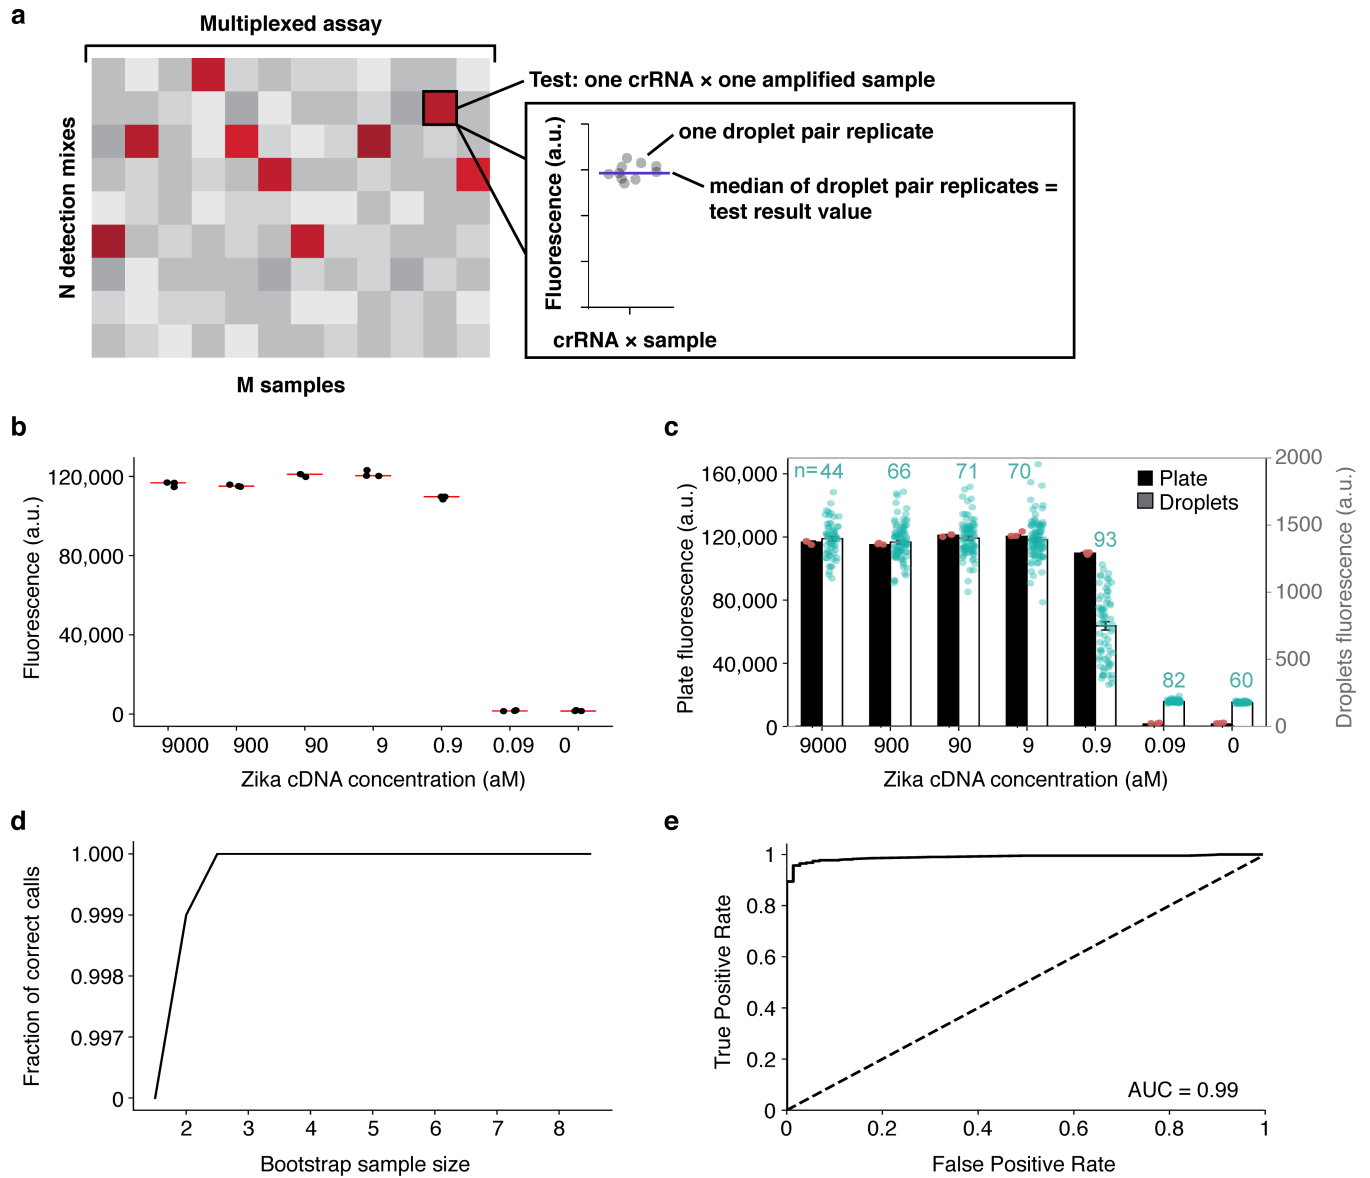 a
Multiplexed assay
N detection mixes
M samples
Test: one crRNA × one amplified sample
Fluorescence (a.u.)
one droplet pair replicate
median of droplet pair replicates =
test result value
crRNA × sample
b
Fluorescence (a.u.)
120,000
80,000
40,000
0
9000 900 90 9 0.9 0.09 0
Zika cDNA concentration (aM)
c
Plate fluorescence (a.u.)
160,000
120,000
80,000
40,000
0
n=44 66 71 70 93 82 60
Plate
Droplets
2000
1500
1000
500
0
Droplets fluorescence (a.u.)
9000 900 90 9 0.9 0.09 0
Zika cDNA concentration (aM)
d
Fraction of correct calls
1.000
0.999
0.998
0.997
0
2 3 4 5 6 7 8
Bootstrap sample size
e
True Positive Rate
1
0.8
0.6
0.4
0.2
0
AUC = 0.99
0 0.2 0.4 0.6 0.8 1
False Positive Rate